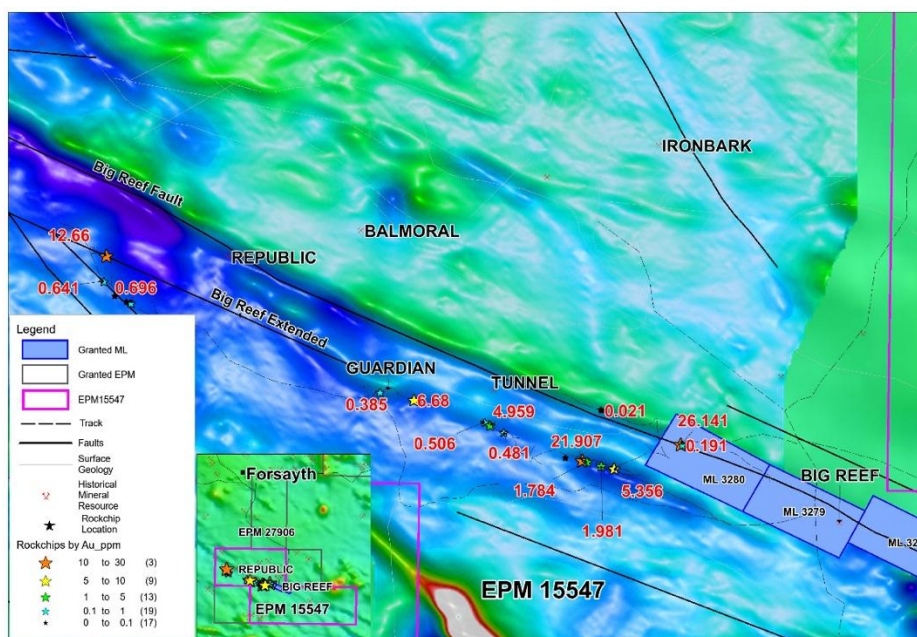 IRONBARK
Big Reef Fault
BALMORAL
12.66
REPUBLIC
0.641
0.696
Big Reef Extended
GUARDIAN
TUNNEL
0.385
6.68
4.959
0.021
26.141
0.506
0.481
21.907
0.191
BIG REEF
ML 3280
1.784
5.356
ML 3279
1.981
ML 32
EPM 15547
Legend
Granted ML
Granted EPM
EPM15547
Track
Faults
Surface
Geology
Historical
Mineral
Resource
Rockchip
Location
Rockchips by Au_ppm
10 to 30 (3)
5 to 10 (9)
1 to 5 (13)
0.1 to 1 (19)
0 to 0.1 (17)
Forsayth
EPM 27906
REPUBLIC
BIG REEF
EPM 15547